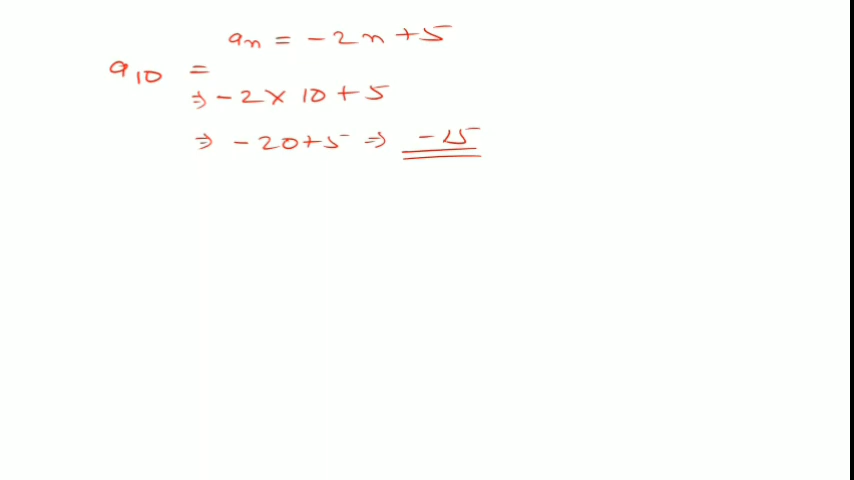 an = -2n +5
a10 =
⇒ -2 × 10 + 5
⇒ -20+5 ⇒ -15